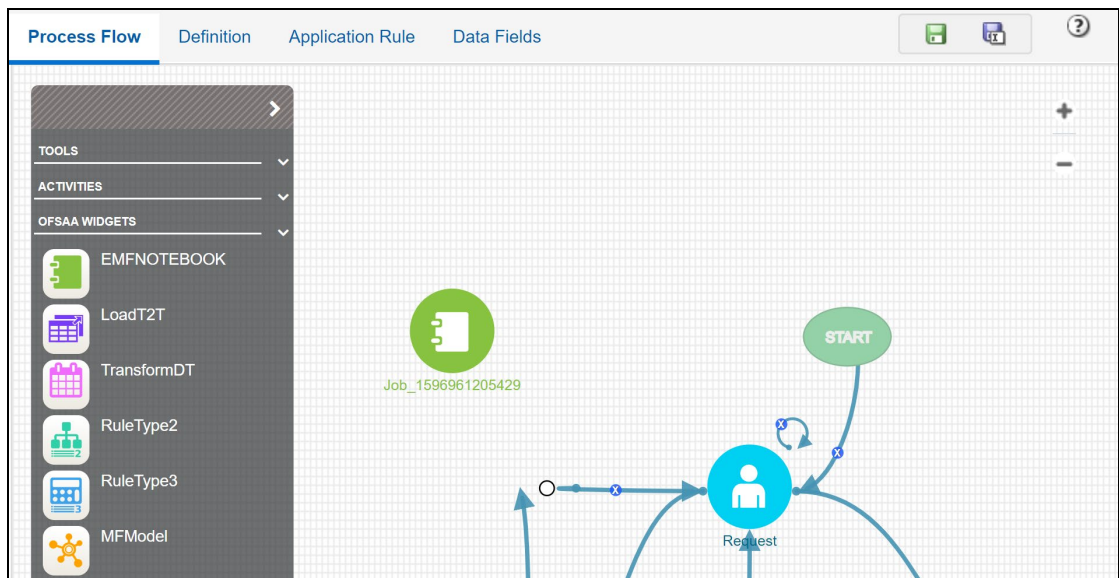 Process Flow Definition Application Rule Data Fields
TOOLS
ACTIVITIES
OFSAA WIDGETS
EMFNOTEBOOK
LoadT2T
TransformDT
RuleType2
RuleType3
MFModel
Job_1596961205429
START
Request